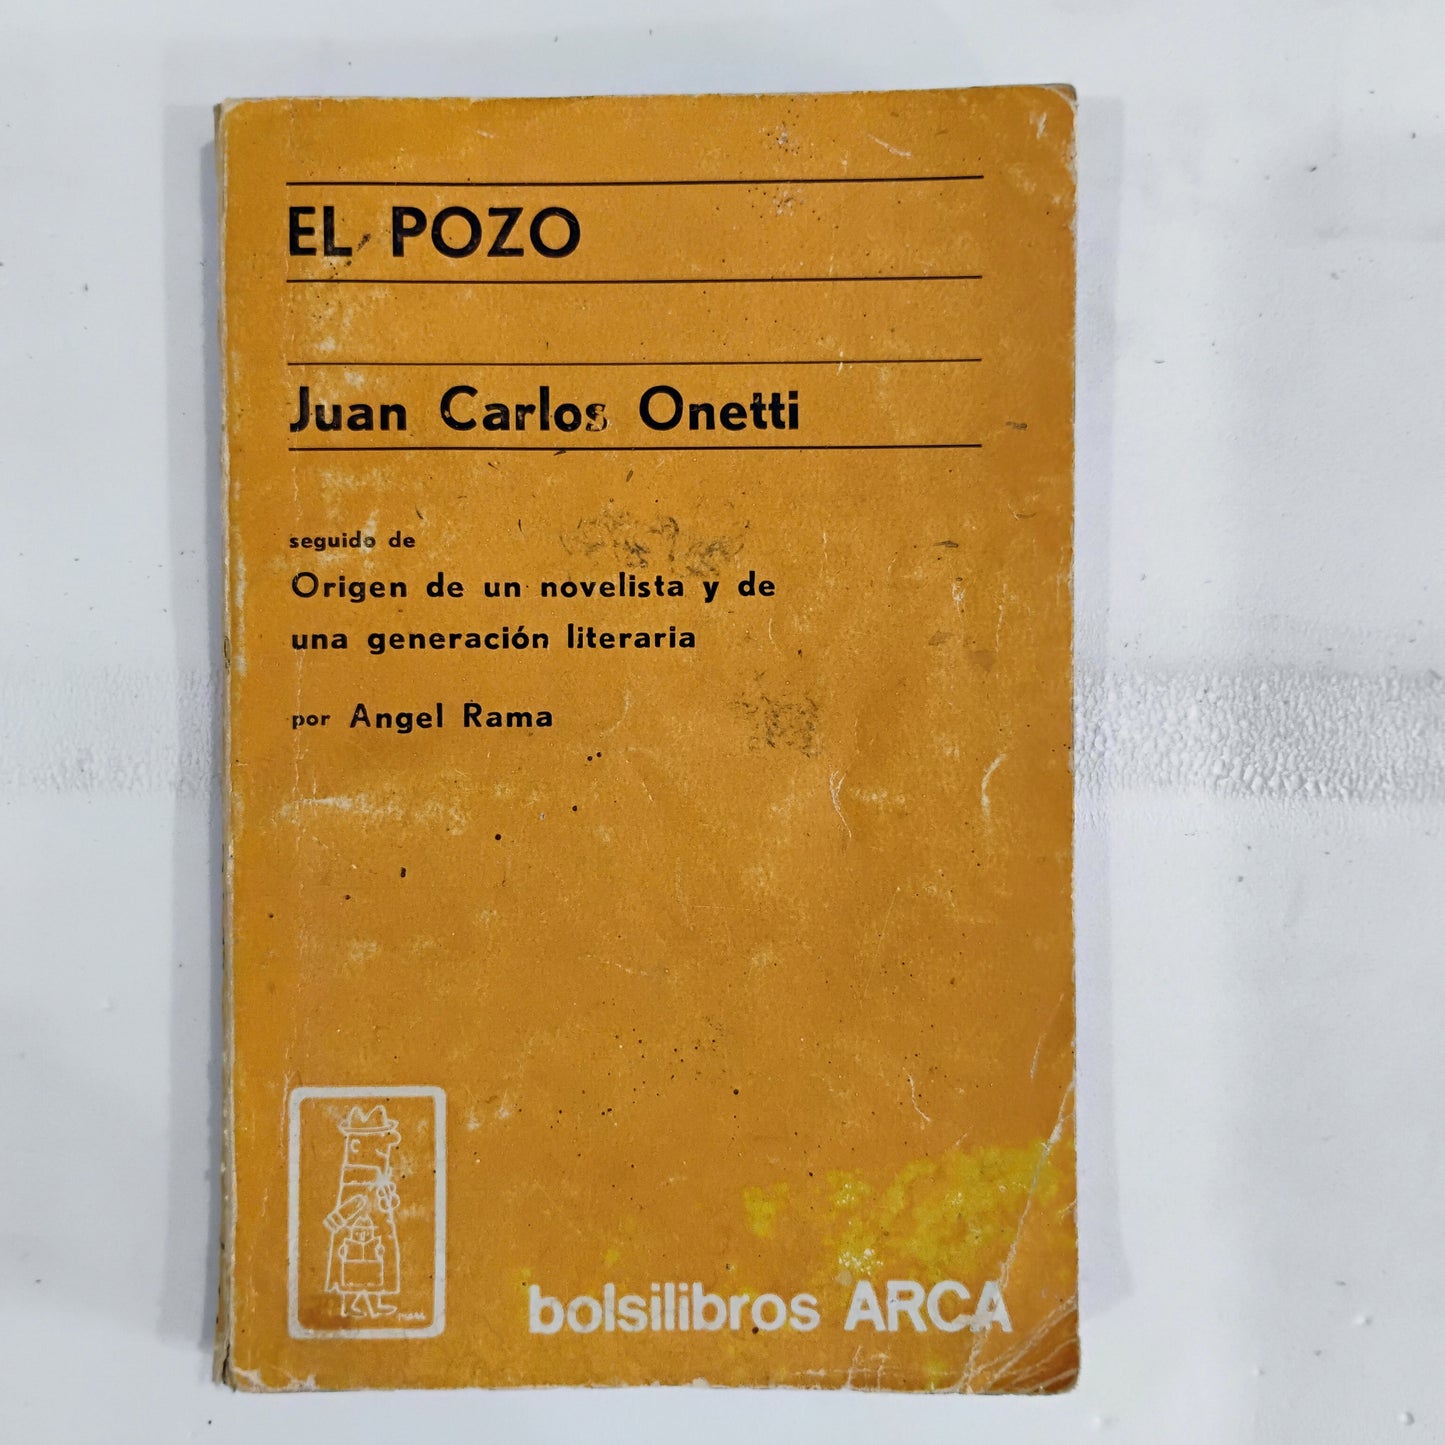 EL POZO
Juan Carlos Onetti
seguido de
Origen de un novelista y de
una generación literaria
por Angel Rama
bolsilibros ARCA